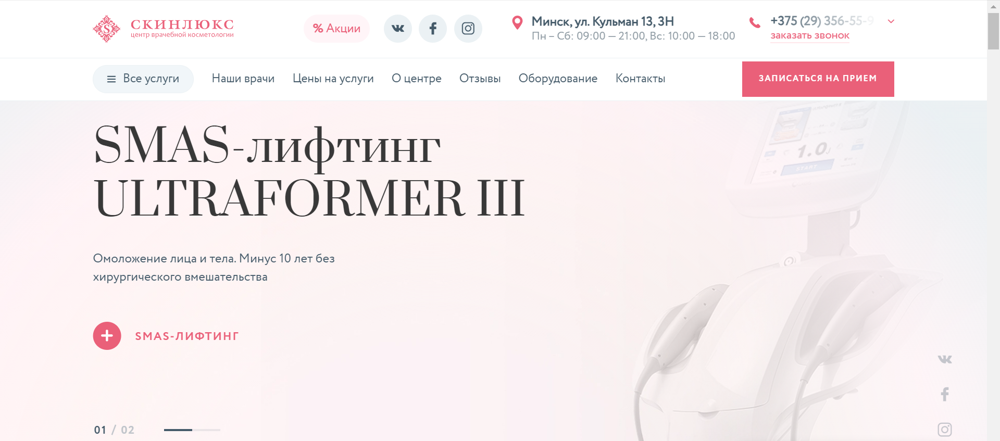 СКИНЛЮКС
центр врачебной косметологии
% Акции
Минск, ул. Кульман 13, 3Н
Пн – Сб: 09:00 — 21:00, Вс: 10:00 — 18:00
+375 (29) 356-55-9
заказать звонок
Все услуги
Наши врачи
Цены на услуги
О центре
Отзывы
Оборудование
Контакты
ЗАПИСАТЬСЯ НА ПРИЕМ
SMAS-лифтинг
ULTRAFORMER III
1.0
START
Омоложение лица и тела. Минус 10 лет без
хирургического вмешательства
SMAS-ЛИФТИНГ
01 / 02